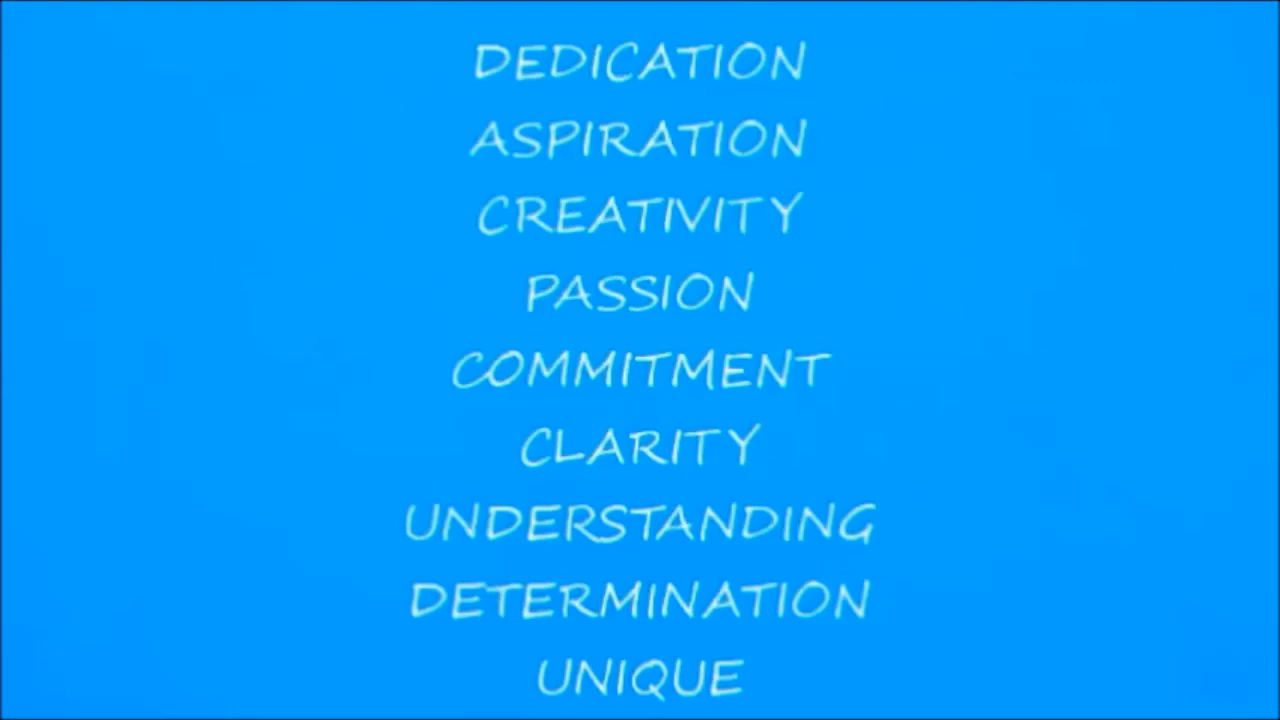 DEDICATION
ASPIRATION
CREATIVITY
PASSION
COMMITMENT
CLARITY
UNDERSTANDING
DETERMINATION
UNIQUE